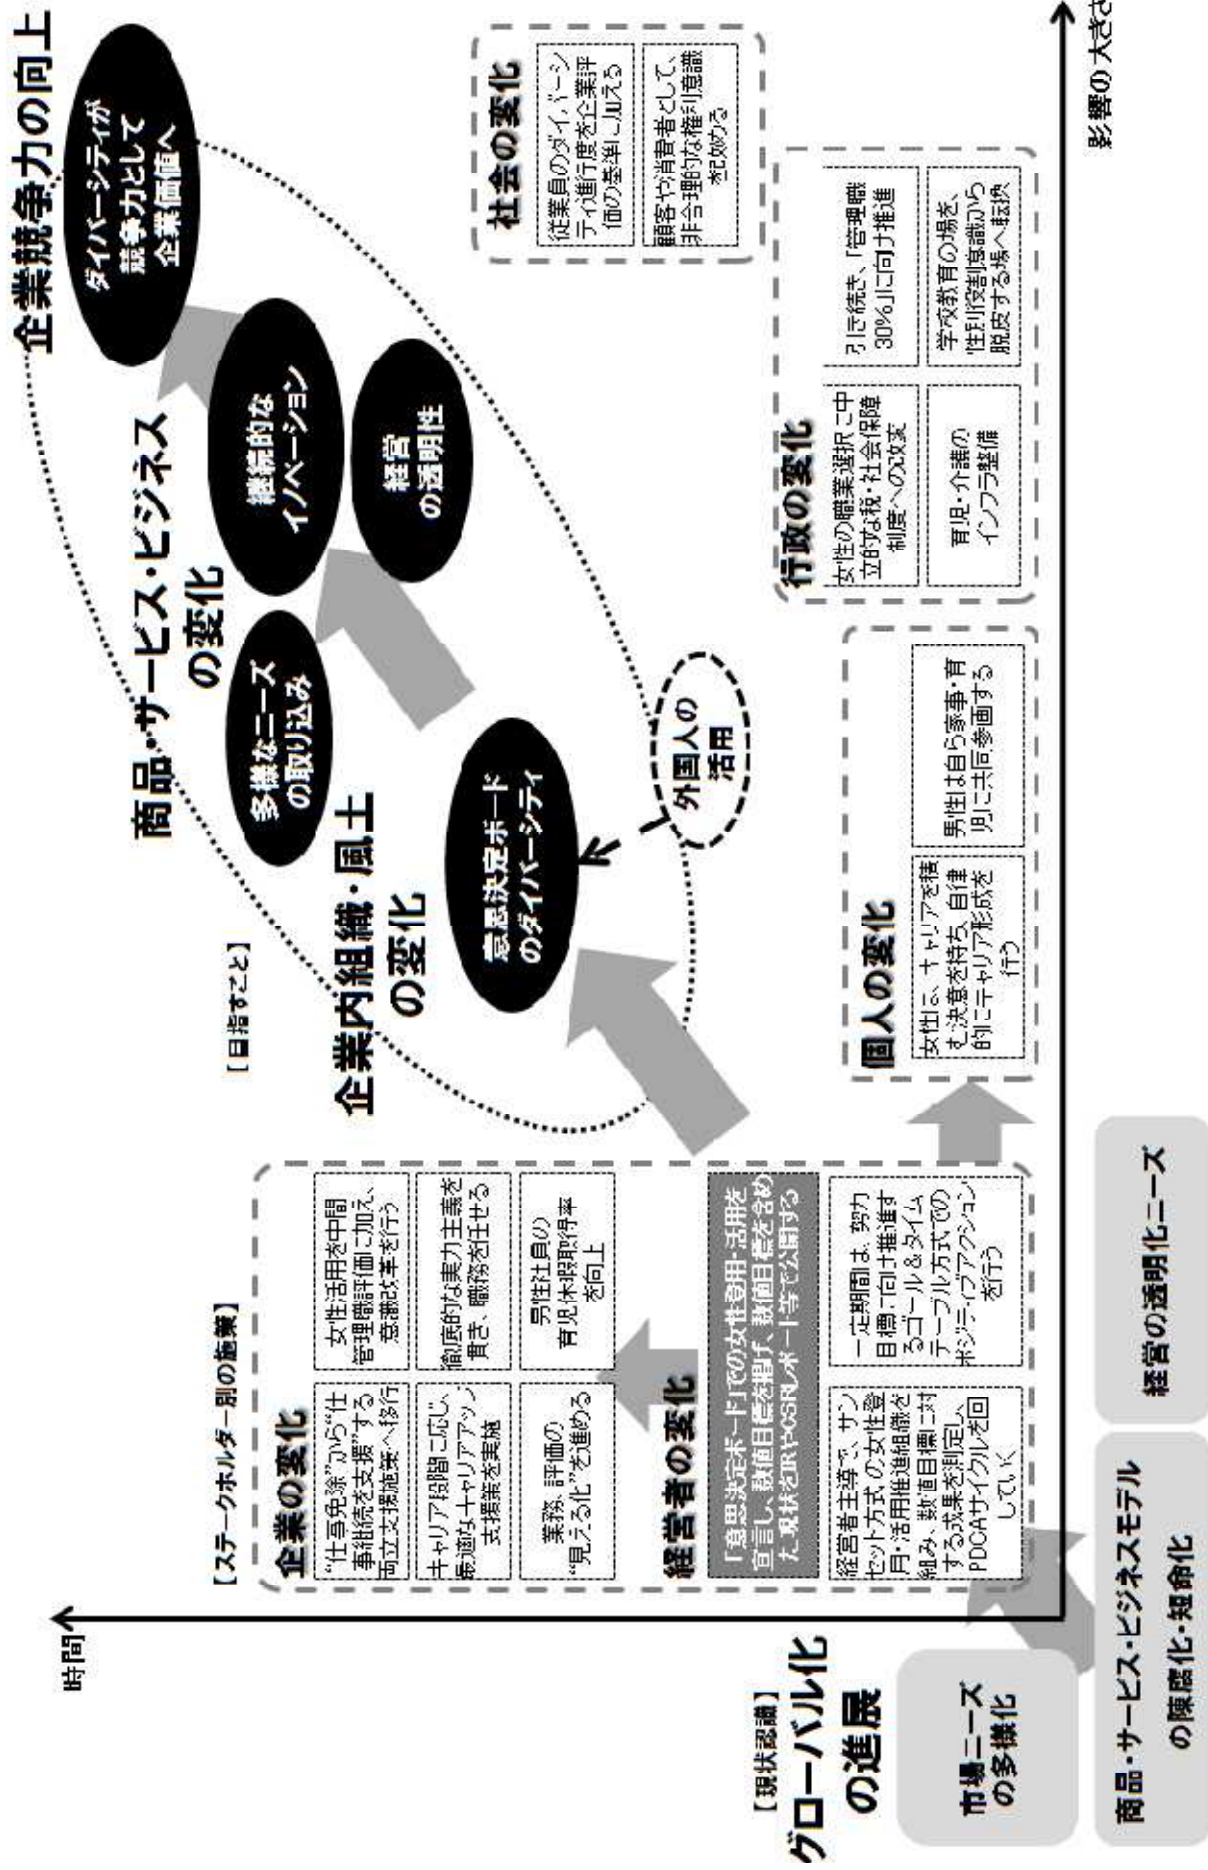 時間
影響の大きさ
【現状認識】
グローバル化
の進展
市場ニーズ
の多様化
商品・サービス・ビジネスモデル
の陳腐化・短命化
経営の透明化ニーズ
【ステークホルダー別の施策】
企業の変化
“仕事免除”から“仕
事継続を支援”する
両立支援施策へ移行
女性活用を中間
管理職評価に加え、
意識改革を行う
キャリア段階に応じ、
最適なキャリアアップ
支援策を実施
徹底的な実力主義を
貫き、職務を任せる
業務、評価の
“見える化”を進める
男性社員の
育児休暇取得率
を向上
経営者の変化
「意思決定ボード」での女性登用・活用を
宣言し、数値目標を掲げ、数値目標を含め
た現状をIRやCSRレポート等で公開する
経営者主導で、サン
セット方式の女性登
用・活用推進組織を
組み、数値目標に対
する成果を測定し、
PDCAサイクルを回
していく
一定期間は、努力
目標に向け推進す
るゴール&タイム
テーブル方式での
ポジティブアクション
を行う
個人の変化
女性は、キャリアを積
む決意を持ち、自律
的にキャリア形成を
行う
男性は自ら家事・育
児に共同参画する
行政の変化
女性の職業選択に中
立的な税・社会保障
制度への改変
引き続き、「管理職
30%」に向け推進
育児・介護の
インフラ整備
学校教育の場を、
性別役割意識から
脱皮する場へ転換
社会の変化
従業員のダイバーシ
ティ進行度を企業評
価の基準に加える
顧客や消費者として、
非合理的な権利意識
を改める
【目指すこと】
企業内組織・風土
の変化
意思決定ボード
のダイバーシティ
外国人の
活用
商品・サービス・ビジネス
の変化
多様なニーズ
の取り込み
継続的な
イノベーション
経営
の透明性
企業競争力の向上
ダイバーシティが
競争力として
企業価値へ